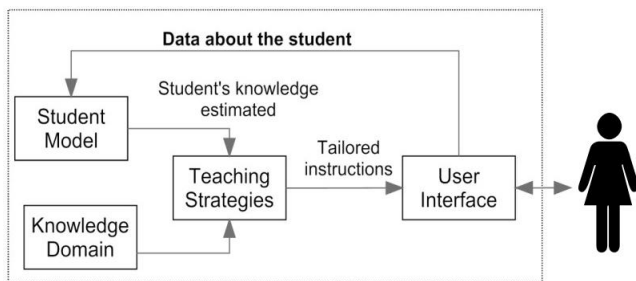 Data about the student
Student's knowledge
estimated
Student
Model
Tailored
instructions
Teaching
Strategies
User
Interface
Knowledge
Domain